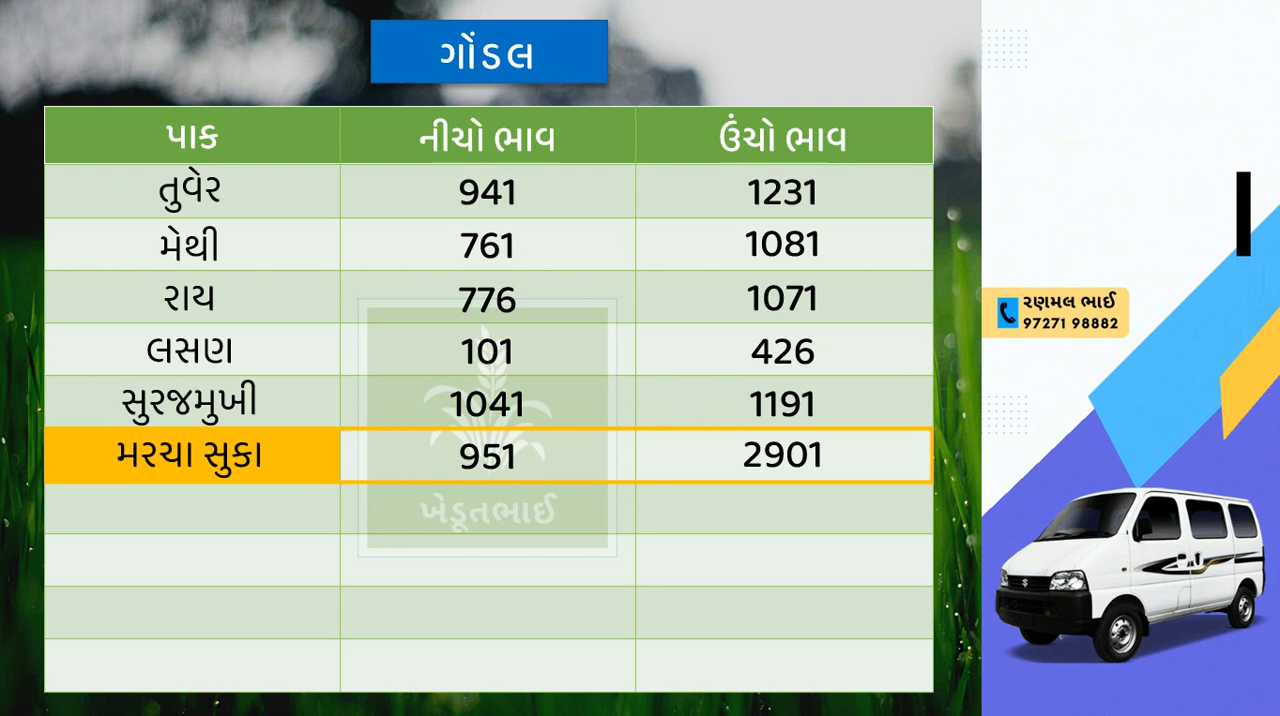 ગોંડલ
પાક નીચો ભાવ ઉંચો ભાવ
તુવેર 941 1231
મેથી 761 1081
રાય 776 1071
લસણ 101 426
સુરજમુખી 1041 1191
મરચા સુકા 951 2901
ખેડૂતભાઈ
રણમલ ભાઈ
97271 98882